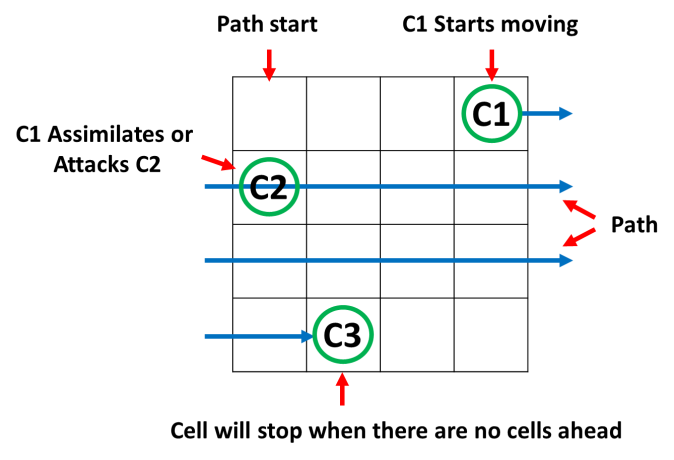 Path start
C1 Starts moving
C1
C1 Assimilates or
Attacks C2
C2
Path
C3
Cell will stop when there are no cells ahead